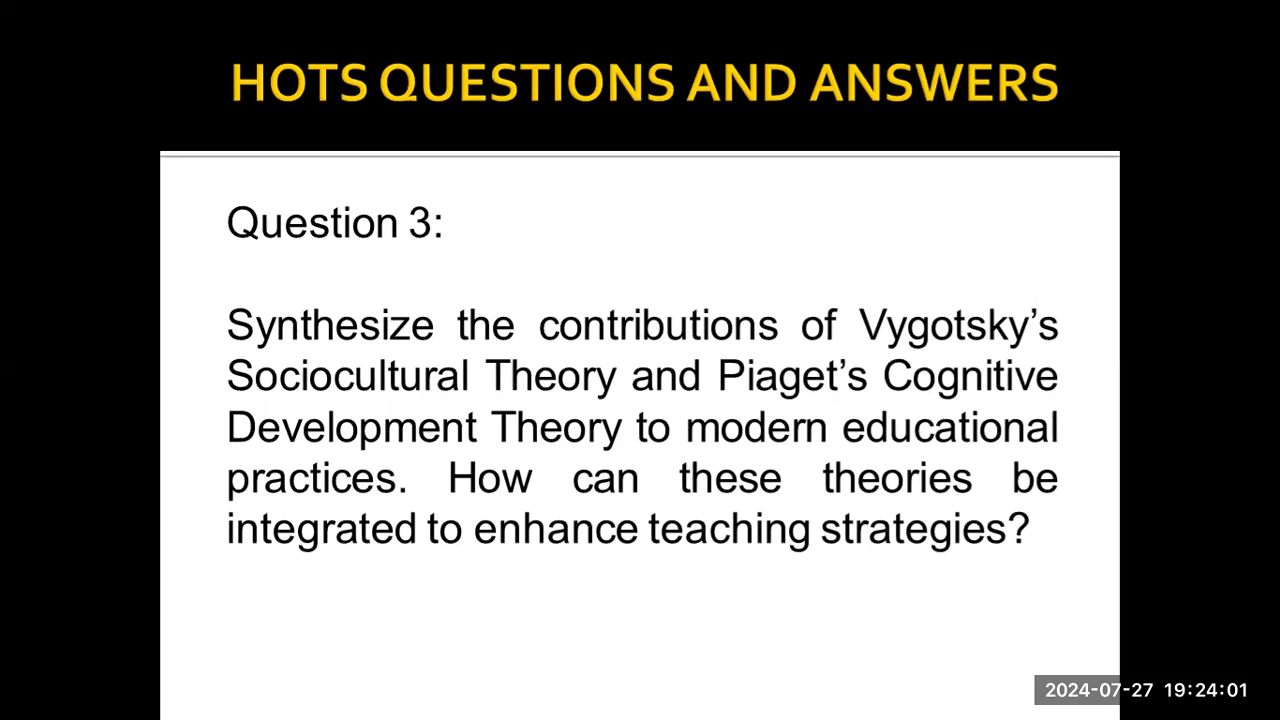 HOTS QUESTIONS AND ANSWERS
Question 3:
Synthesize the contributions of Vygotsky’s
Sociocultural Theory and Piaget’s Cognitive
Development Theory to modern educational
practices. How can these theories be
integrated to enhance teaching strategies?
2024-07-27 19:24:01